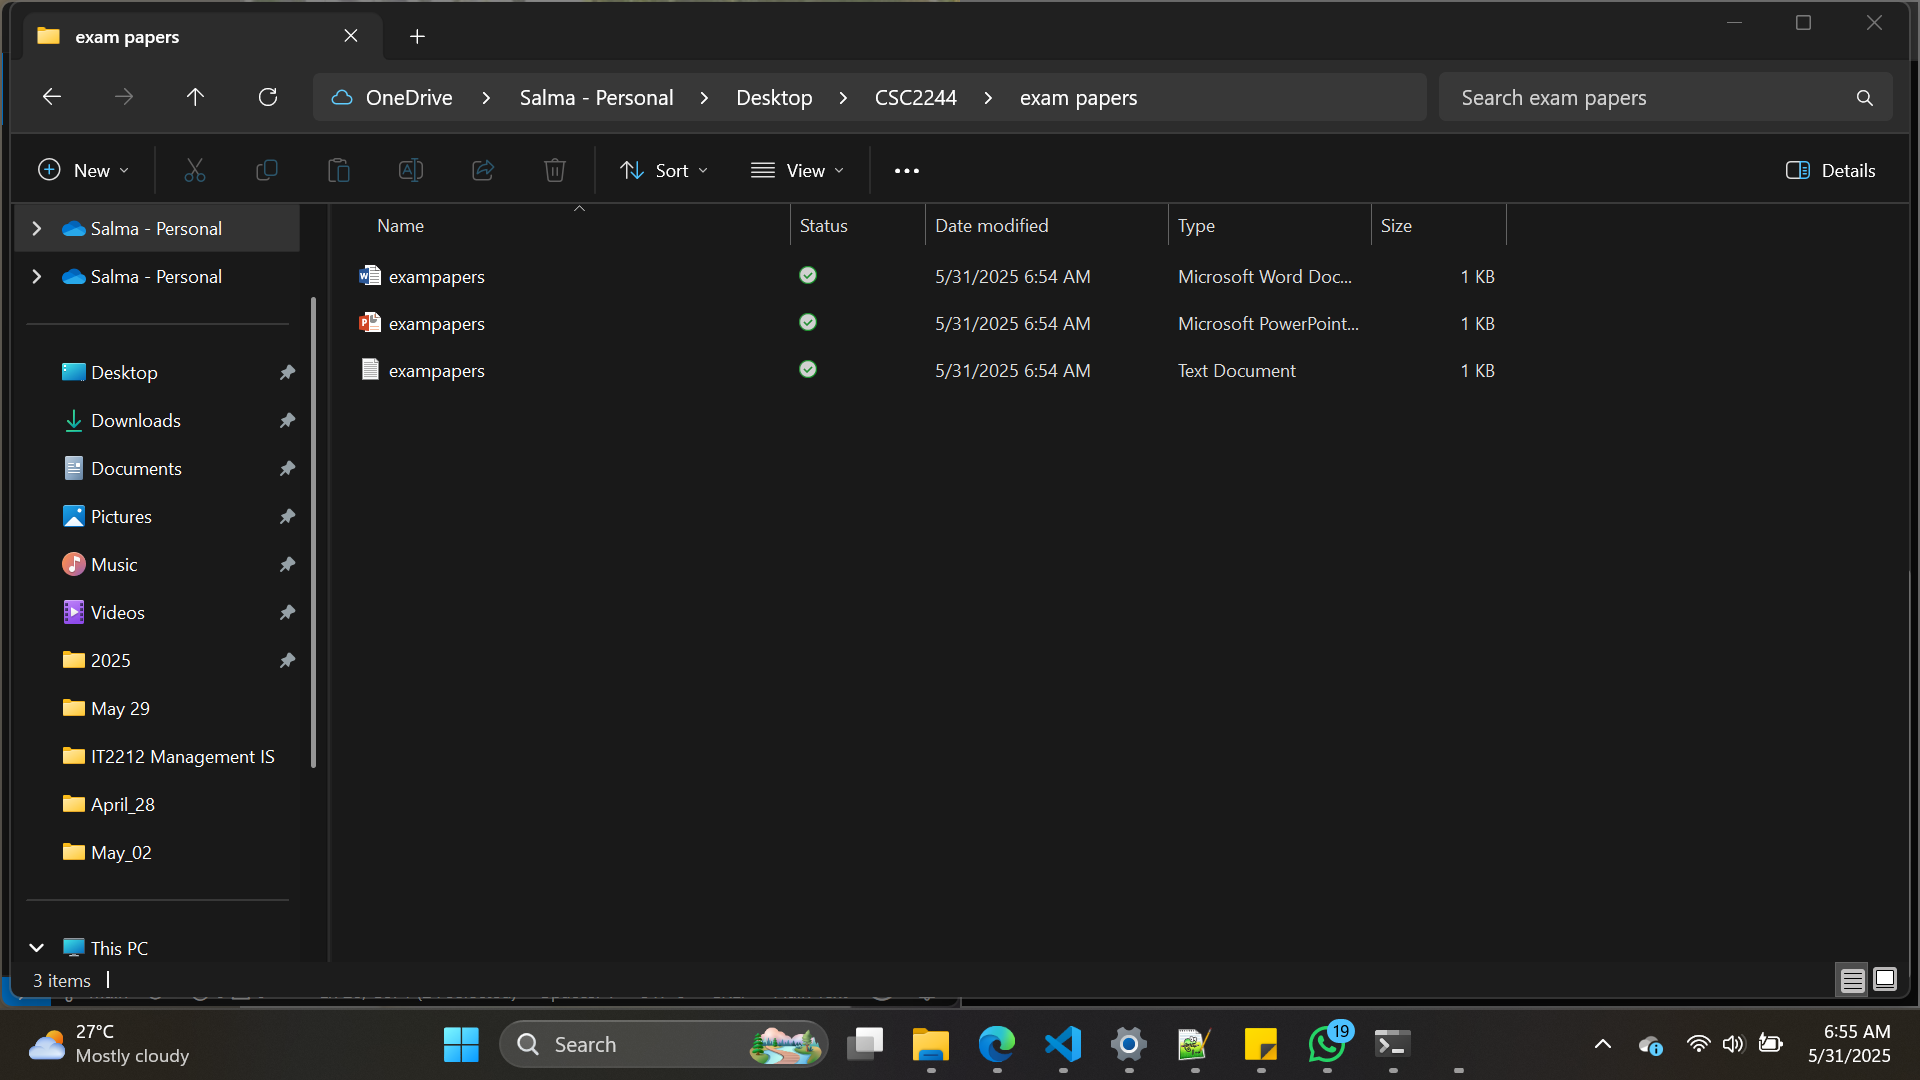 exam papers
OneDrive > Salma - Personal > Desktop > CSC2244 > exam papers
Search exam papers
New
Sort
View
Details
Name Status Date modified Type Size
exampapers 5/31/2025 6:54 AM Microsoft Word Doc... 1 KB
exampapers 5/31/2025 6:54 AM Microsoft PowerPoint... 1 KB
exampapers 5/31/2025 6:54 AM Text Document 1 KB
Salma - Personal
Salma - Personal
Desktop
Downloads
Documents
Pictures
Music
Videos
2025
May 29
IT2212 Management IS
April_28
May_02
This PC
3 items
27°C
Mostly cloudy
Search
19
6:55 AM
5/31/2025